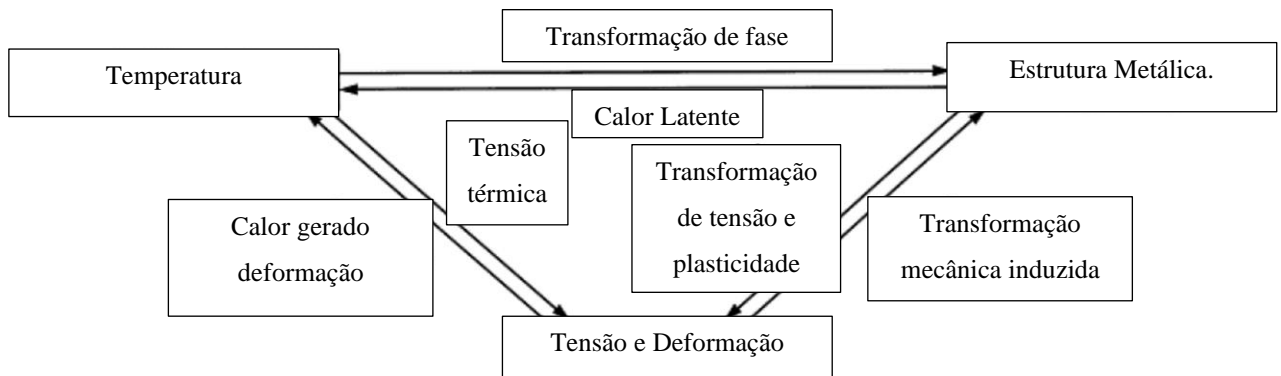 Transformação de fase
Temperatura
Estrutura Metálica.
Calor Latente
Tensão
térmica
Transformação
de tensão e
plasticidade
Calor gerado
deformação
Transformação
mecânica induzida
Tensão e Deformação